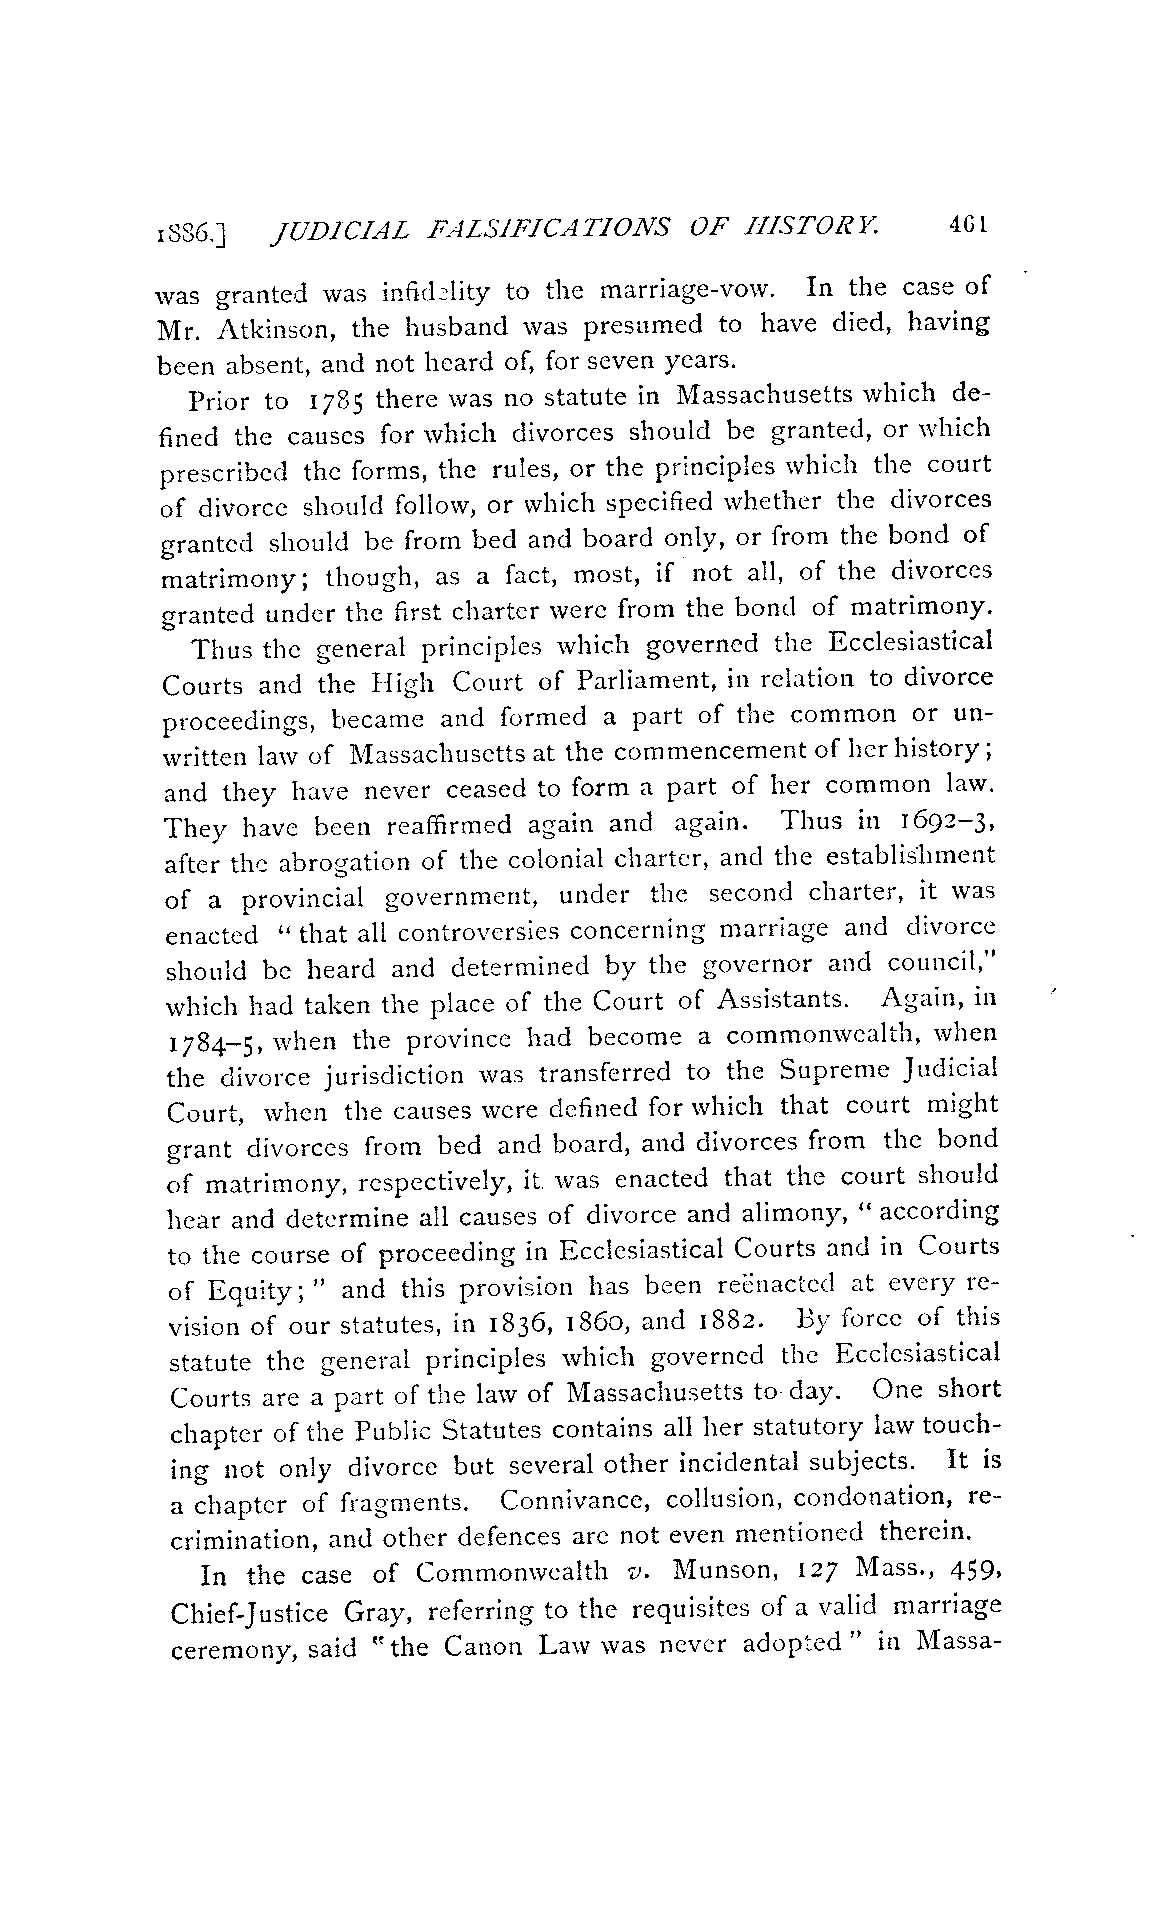 1886.] JUDICIAL FALSIFICATIONS OF HISTORY. 461
was granted was infidelity to the marriage-vow. In the case of
Mr. Atkinson, the husband was presumed to have died, having
been absent, and not heard of, for seven years.
Prior to 1785 there was no statute in Massachusetts which de-
fined the causes for which divorces should be granted, or which
prescribed the forms, the rules, or the principles which the court
of divorce should follow, or which specified whether the divorces
granted should be from bed and board only, or from the bond of
matrimony; though, as a fact, most, if not all, of the divorces
granted under the first charter were from the bond of matrimony.
Thus the general principles which governed the Ecclesiastical
Courts and the High Court of Parliament, in relation to divorce
proceedings, became and formed a part of the common or un-
written law of Massachusetts at the commencement of her history;
and they have never ceased to form a part of her common law.
They have been reaffirmed again and again. Thus in 1692–3,
after the abrogation of the colonial charter, and the establishment
of a provincial government, under the second charter, it was
enacted "that all controversies concerning marriage and divorce
should be heard and determined by the governor and council,"
which had taken the place of the Court of Assistants. Again, in
1784–5, when the province had become a commonwealth, when
the divorce jurisdiction was transferred to the Supreme Judicial
Court, when the causes were defined for which that court might
grant divorces from bed and board, and divorces from the bond
of matrimony, respectively, it was enacted that the court should
hear and determine all causes of divorce and alimony, "according
to the course of proceeding in Ecclesiastical Courts and in Courts
of Equity;" and this provision has been reënacted at every re-
vision of our statutes, in 1836, 1860, and 1882. By force of this
statute the general principles which governed the Ecclesiastical
Courts are a part of the law of Massachusetts to-day. One short
chapter of the Public Statutes contains all her statutory law touch-
ing not only divorce but several other incidental subjects. It is
a chapter of fragments. Connivance, collusion, condonation, re-
crimination, and other defences are not even mentioned therein.
In the case of Commonwealth v. Munson, 127 Mass., 459,
Chief-Justice Gray, referring to the requisites of a valid marriage
ceremony, said "the Canon Law was never adopted" in Massa-